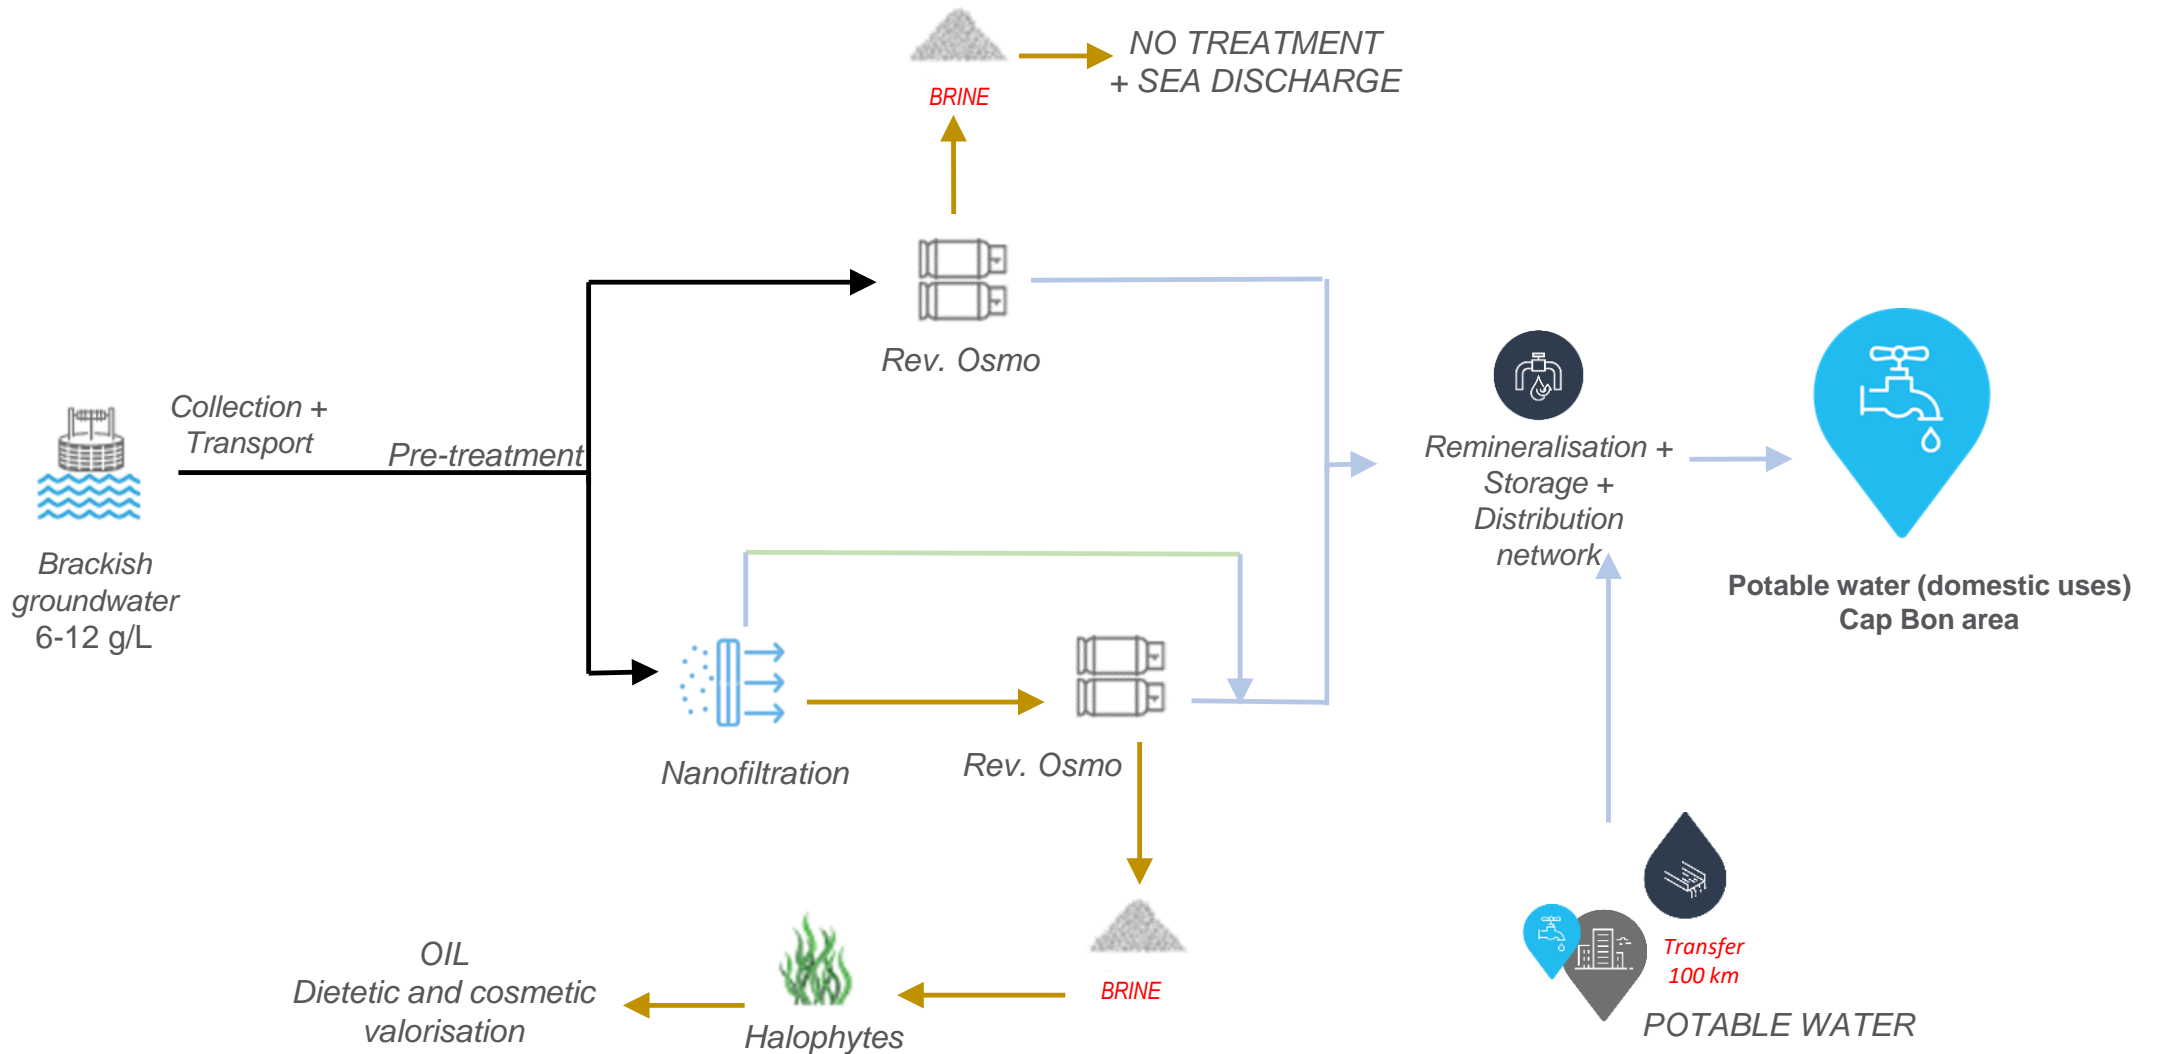 NO TREATMENT
+ SEA DISCHARGE
BRINE
Rev. Osmo
Collection +
Transport
Pre-treatment
Brackish
groundwater
6-12 g/L
Remineralisation +
Storage +
Distribution
network
Potable water (domestic uses)
Cap Bon area
Nanofiltration
Rev. Osmo
BRINE
Halophytes
OIL
Dietetic and cosmetic
valorisation
Transfer
100 km
POTABLE WATER